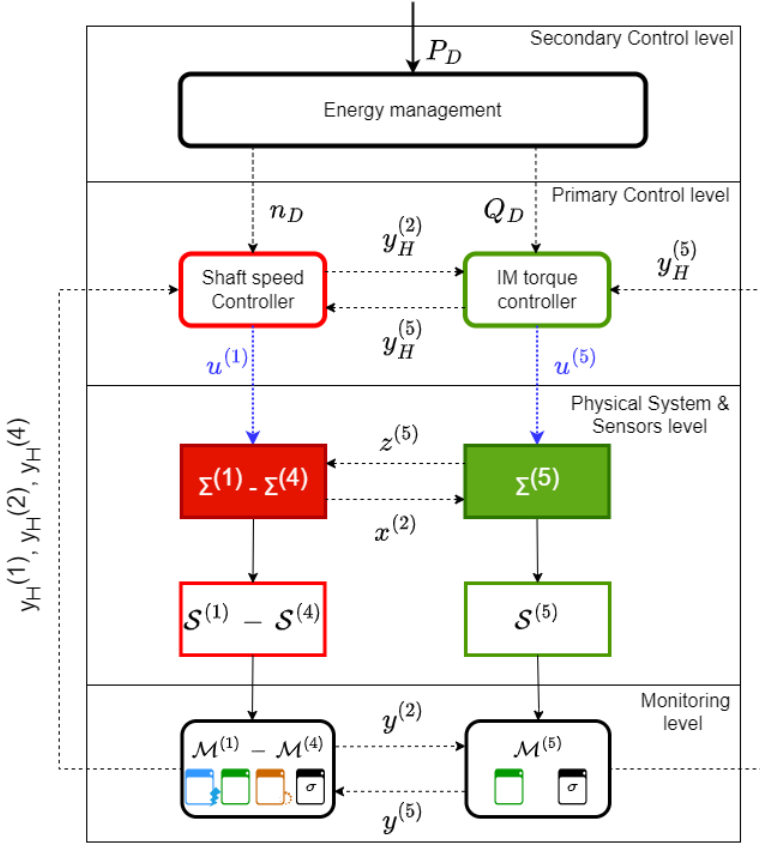 Secondary Control level
P_D
Energy management
Primary Control level
n_D
Q_D
y_H^{(2)}
y_H^{(5)}
Shaft speed
Controller
IM torque
controller
y_H^{(5)}
u^{(1)}
u^{(5)}
Physical System &
Sensors level
z^{(5)}
Σ^{(1)} - Σ^{(4)}
Σ^{(5)}
x^{(2)}
y_H^{(1)}, y_H^{(2)}, y_H^{(4)}
𝒮^{(1)} − 𝒮^{(4)}
𝒮^{(5)}
Monitoring
level
y^{(2)}
ℳ^{(1)} − ℳ^{(4)}
ℳ^{(5)}
σ
σ
y^{(5)}